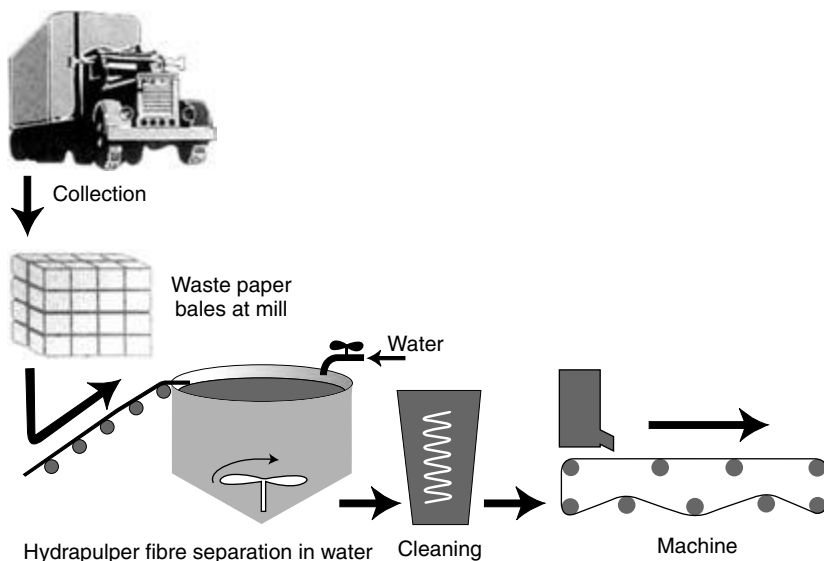 Collection
Waste paper
bales at mill
Water
Hydrapulper fibre separation in water
Cleaning
Machine